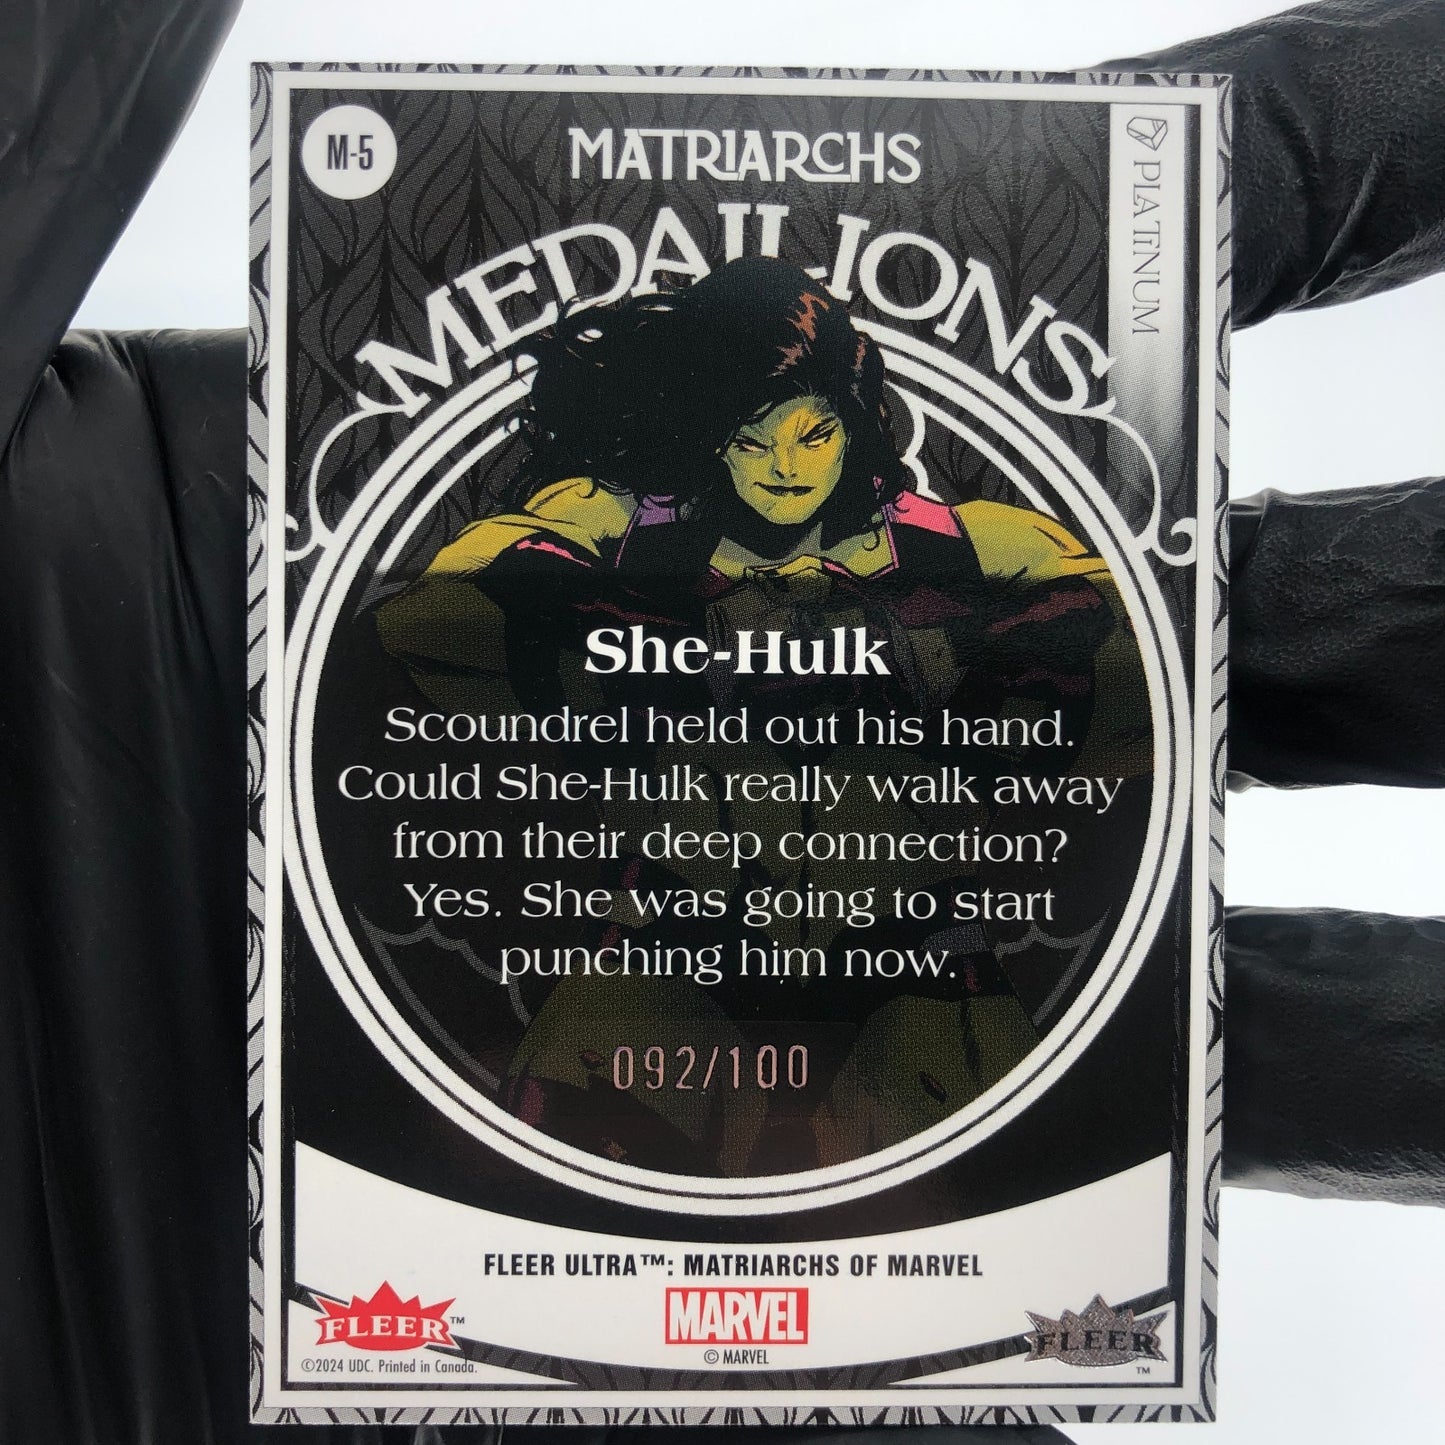 M-5
MATRIARCHS
MEDALLIONS
PLATINUM
She-Hulk
Scoundrel held out his hand.
Could She-Hulk really walk away
from their deep connection?
Yes. She was going to start
punching him now.
092/100
FLEER ULTRA™: MATRIARCHS OF MARVEL
FLEER™
MARVEL
FLEER™
©2024 UDC. Printed in Canada.
© MARVEL